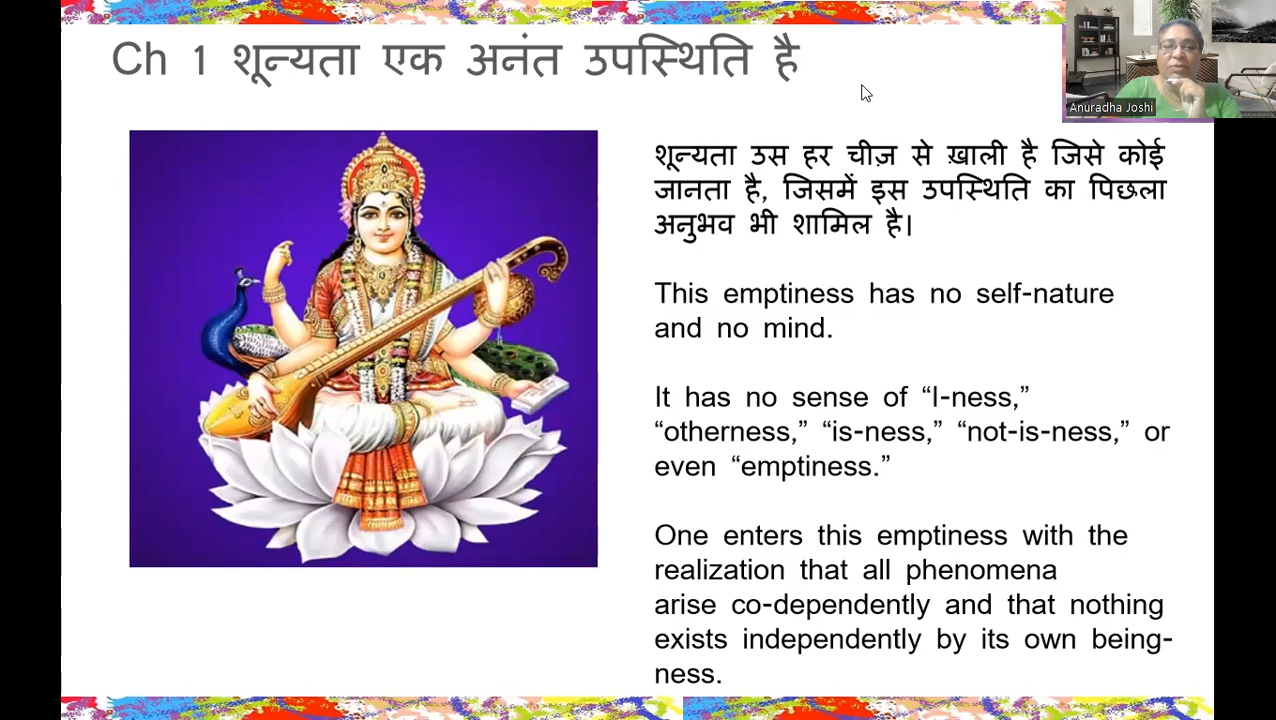 Ch 1 शून्यता एक अनंत उपस्थिति है
Anuradha Joshi
शून्यता उस हर चीज़ से ख़ाली है जिसे कोई
जानता है, जिसमें इस उपस्थिति का पिछला
अनुभव भी शामिल है।
This emptiness has no self-nature
and no mind.
It has no sense of “I-ness,”
“otherness,” “is-ness,” “not-is-ness,” or
even “emptiness.”
One enters this emptiness with the
realization that all phenomena
arise co-dependently and that nothing
exists independently by its own being-
ness.